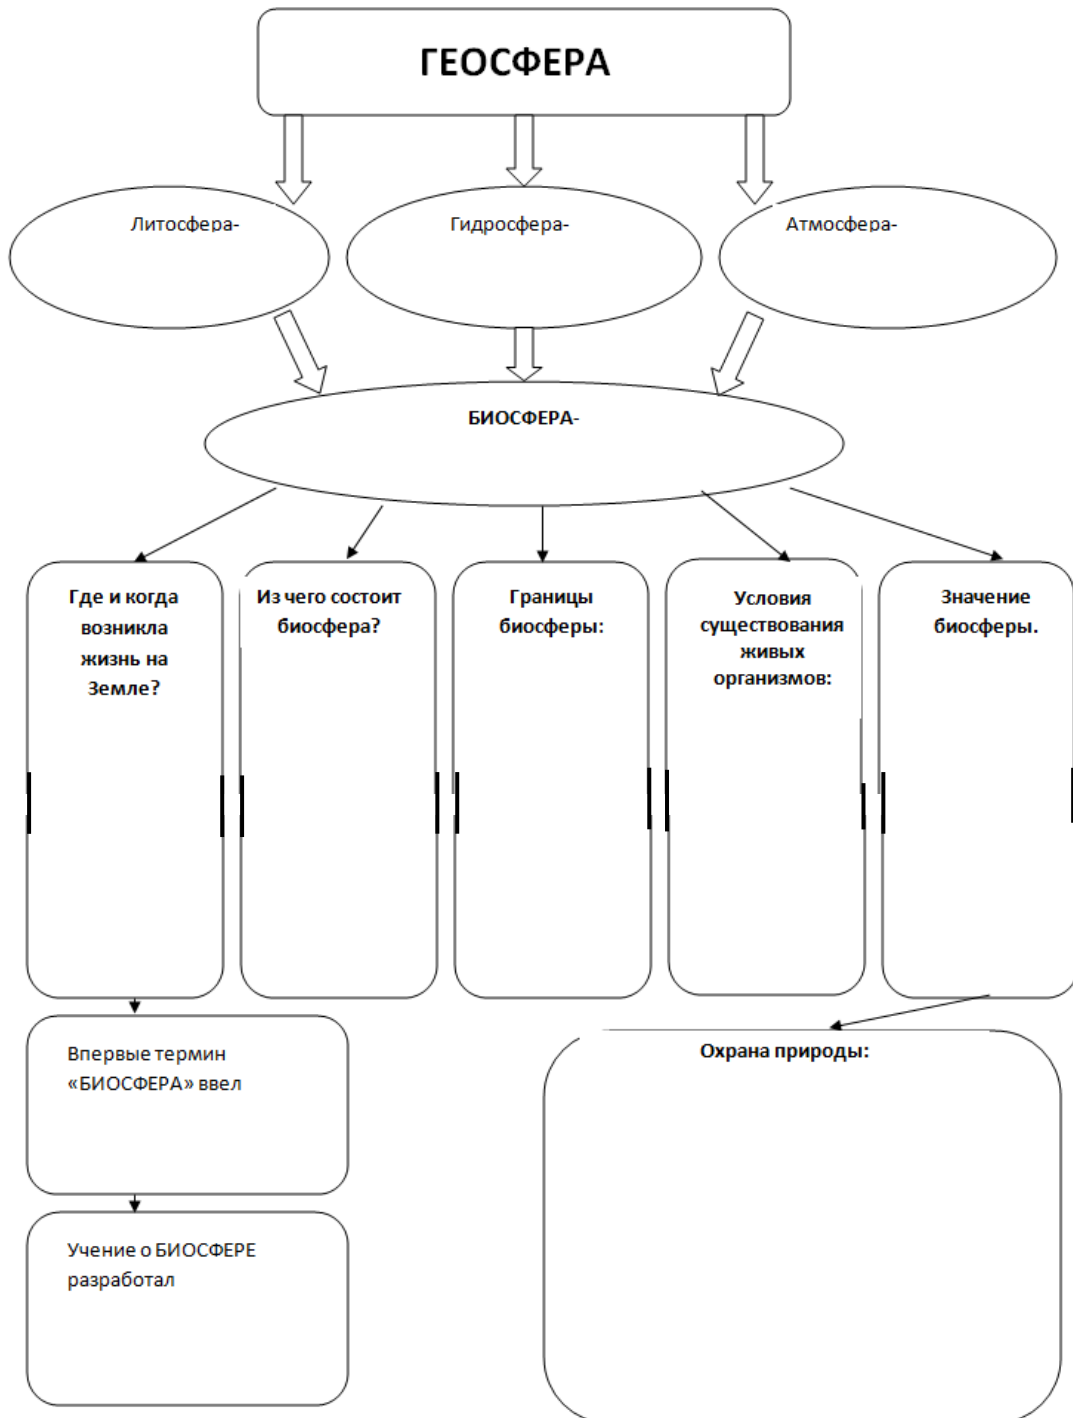 ГЕОСФЕРА
Литосфера-
Гидросфера-
Атмосфера-
БИОСФЕРА-
Где и когда
возникла
жизнь на
Земле?
Из чего состоит
биосфера?
Границы
биосферы:
Условия
существования
живых
организмов:
Значение
биосферы.
Впервые термин
«БИОСФЕРА» ввел
Охрана природы:
Учение о БИОСФЕРЕ
разработал